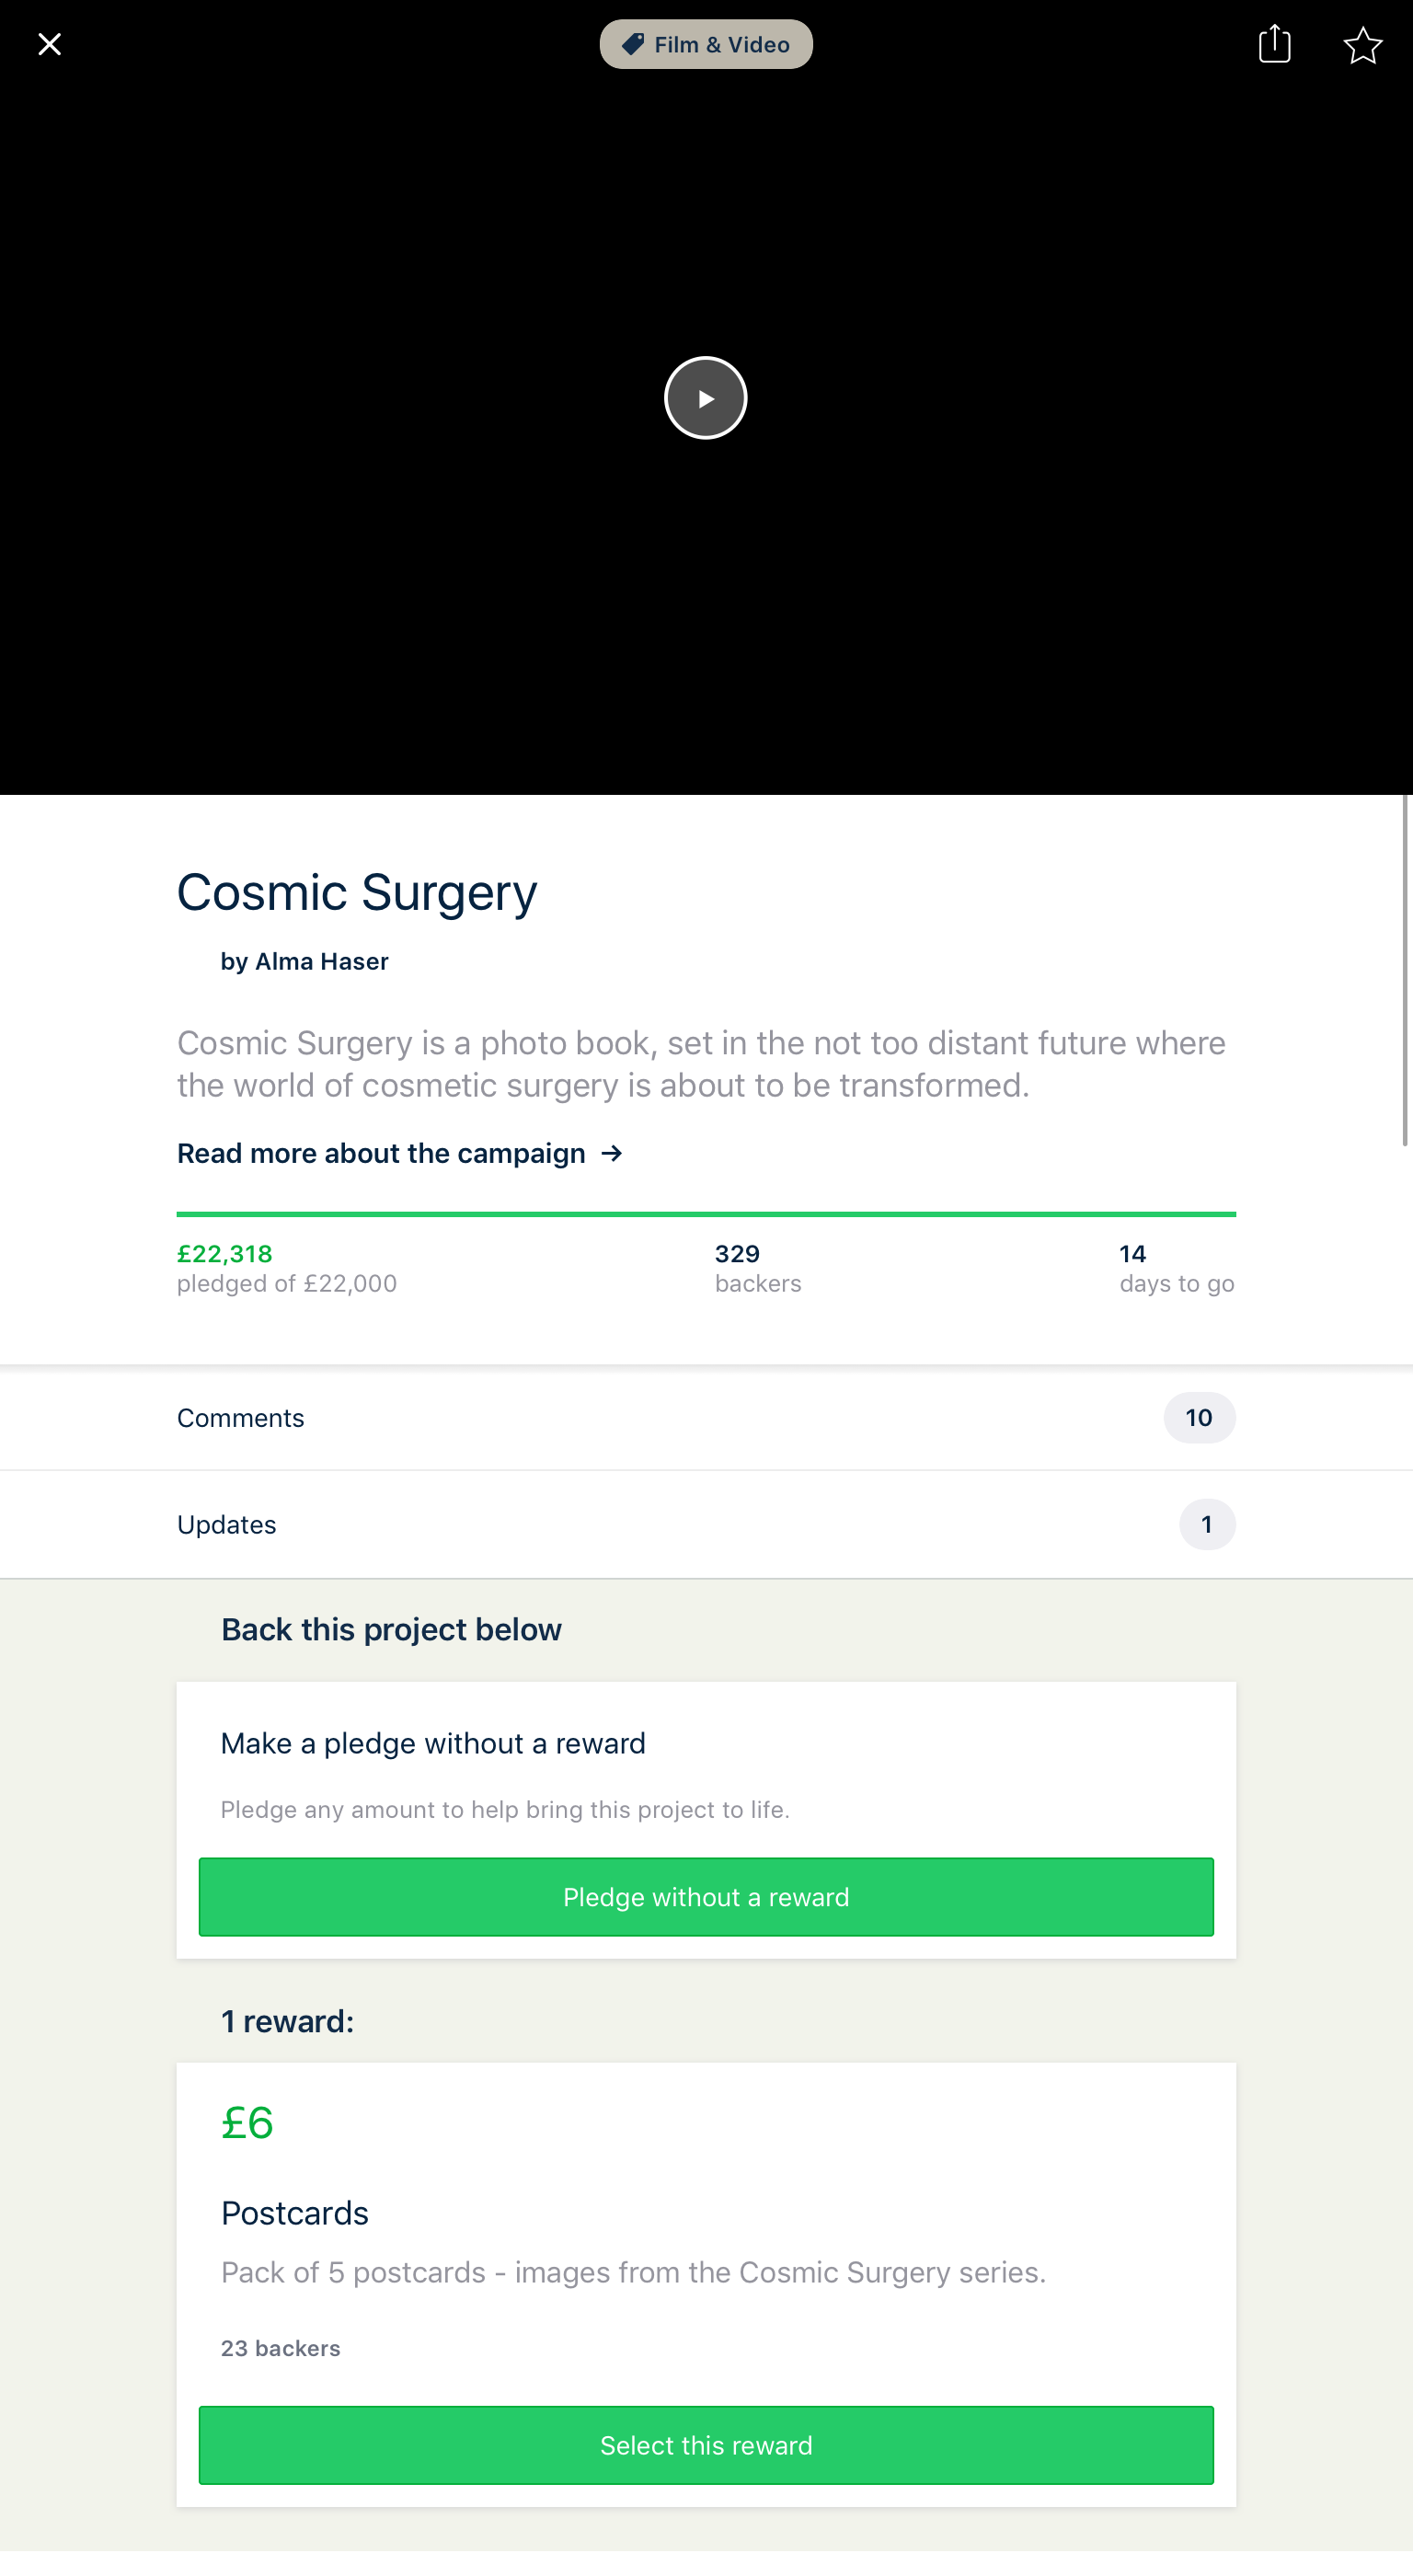 Film & Video
Cosmic Surgery
by Alma Haser
Cosmic Surgery is a photo book, set in the not too distant future where
the world of cosmetic surgery is about to be transformed.
Read more about the campaign →
£22,318
pledged of £22,000
329
backers
14
days to go
Comments
10
Updates
1
Back this project below
Make a pledge without a reward
Pledge any amount to help bring this project to life.
Pledge without a reward
1 reward:
£6
Postcards
Pack of 5 postcards - images from the Cosmic Surgery series.
23 backers
Select this reward